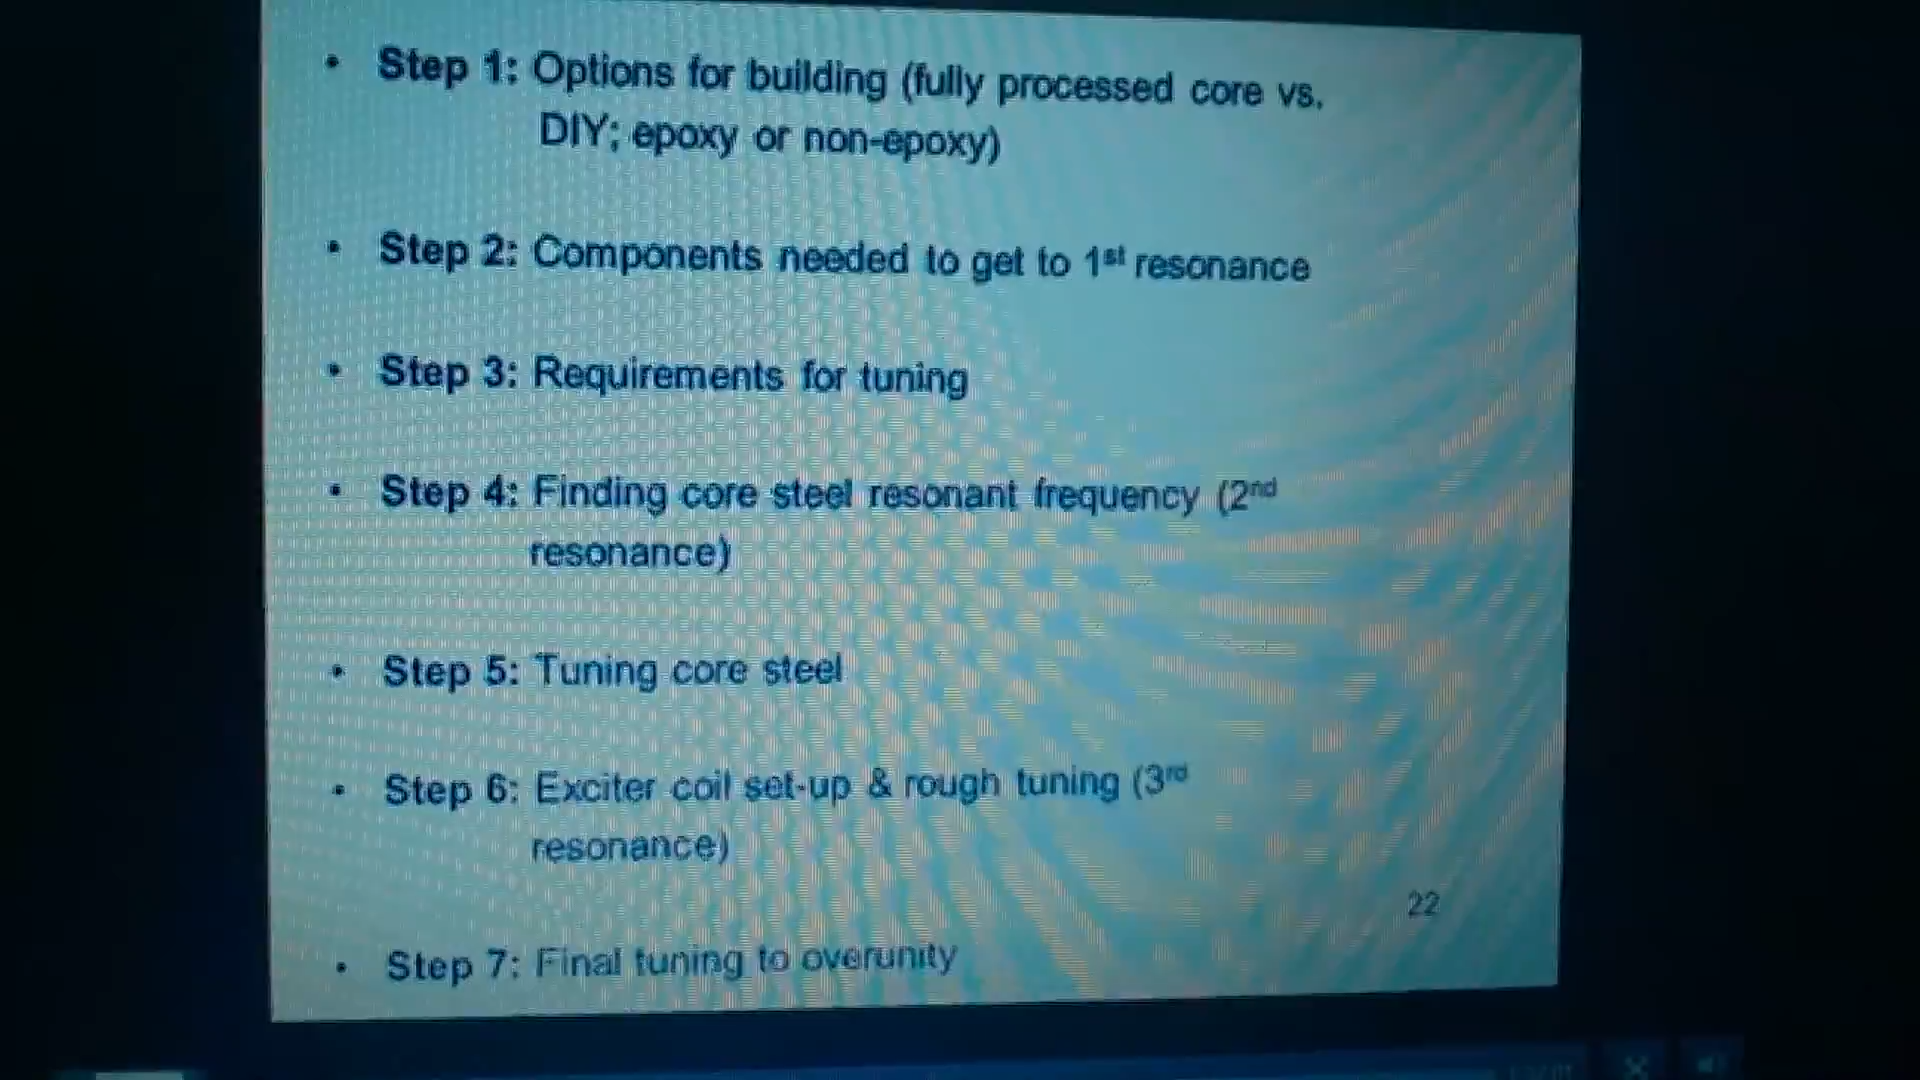 • Step 1: Options for building (fully processed core vs.
DIY; epoxy or non-epoxy)
• Step 2: Components needed to get to 1st resonance
• Step 3: Requirements for tuning
• Step 4: Finding core steel resonant frequency (2nd
resonance)
• Step 5: Tuning core steel
• Step 6: Exciter coil set-up & rough tuning (3rd
resonance)
22
• Step 7: Final tuning to overunity